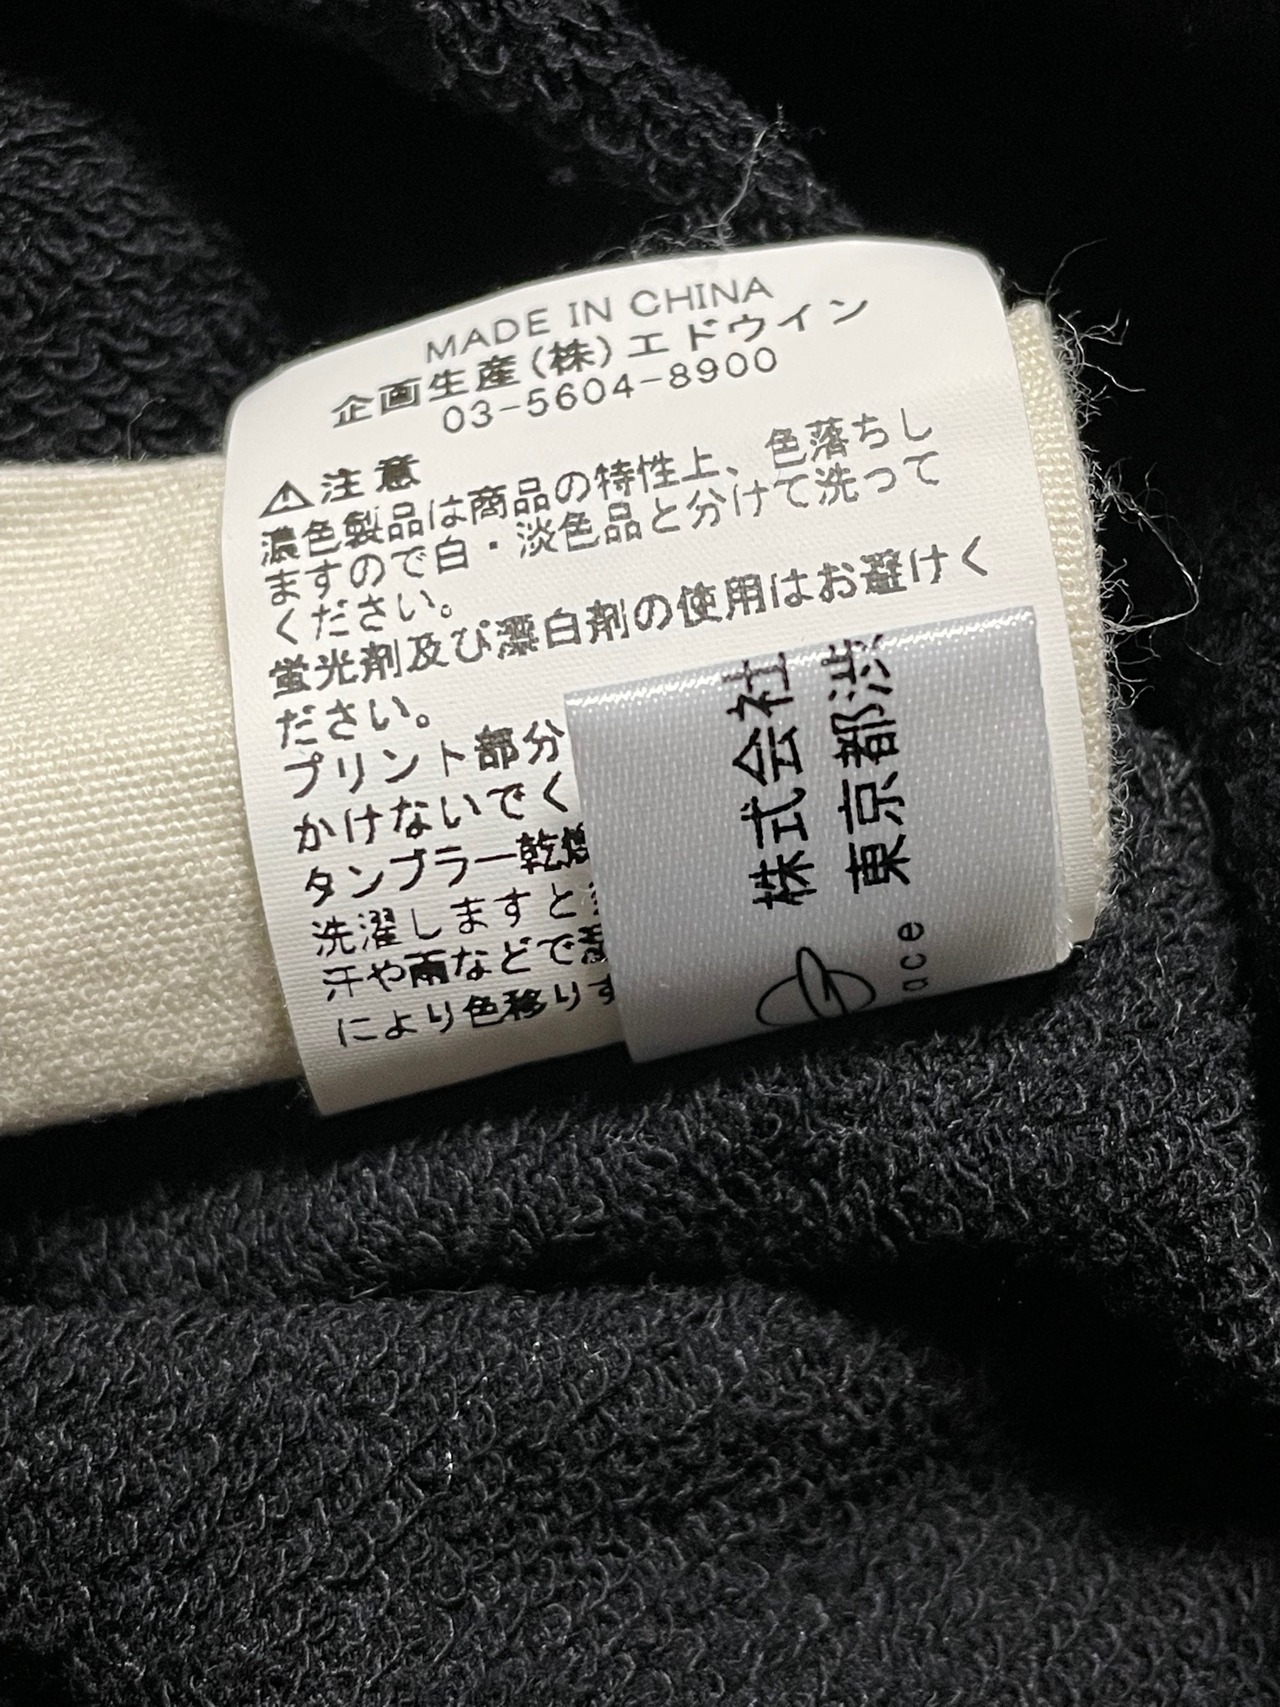 MADE IN CHINA
企画生産(株)エドウイン
03-5604-8900
⚠注意
濃色製品は商品の特性上、色落ちし
ますので白・淡色品と分けて洗って
ください。
蛍光剤及び漂白剤の使用はお避けく
ださい。
プリント部分
かけないでく
タンブラー乾燥
洗濯しますと
汗や雨などで
により色移りす
株式会社
東京都渋
ace